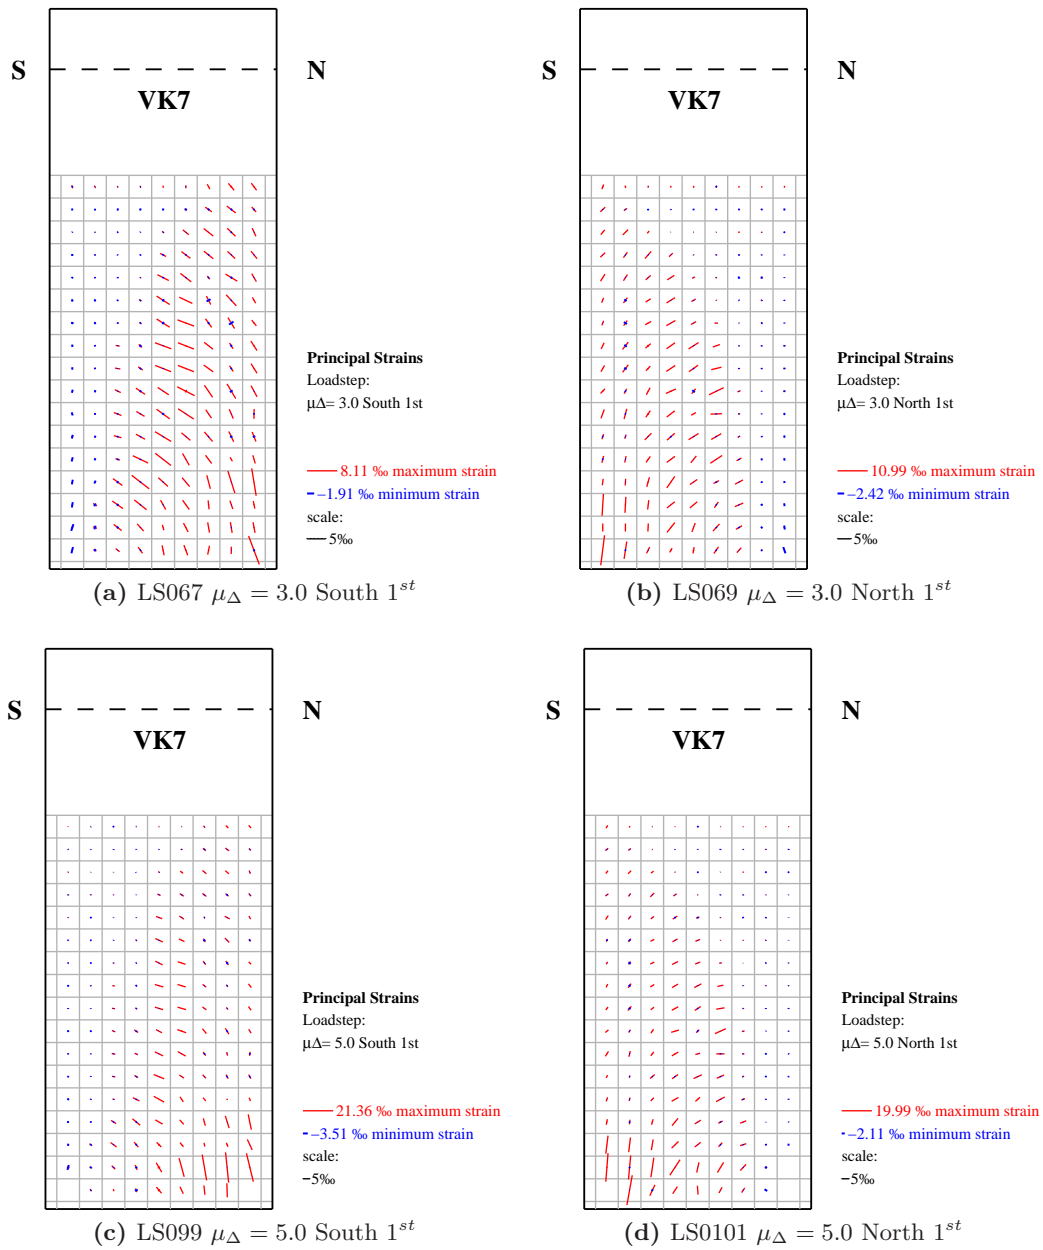 S N
VK7
Principal Strains
Loadstep:
μΔ= 3.0 South 1st
8.11 ‰ maximum strain
−1.91 ‰ minimum strain
scale:
5‰
(a) LS067 μΔ = 3.0 South 1st
S N
VK7
Principal Strains
Loadstep:
μΔ= 3.0 North 1st
10.99 ‰ maximum strain
−2.42 ‰ minimum strain
scale:
5‰
(b) LS069 μΔ = 3.0 North 1st
S N
VK7
Principal Strains
Loadstep:
μΔ= 5.0 South 1st
21.36 ‰ maximum strain
−3.51 ‰ minimum strain
scale:
5‰
(c) LS099 μΔ = 5.0 South 1st
S N
VK7
Principal Strains
Loadstep:
μΔ= 5.0 North 1st
19.99 ‰ maximum strain
−2.11 ‰ minimum strain
scale:
5‰
(d) LS0101 μΔ = 5.0 North 1st